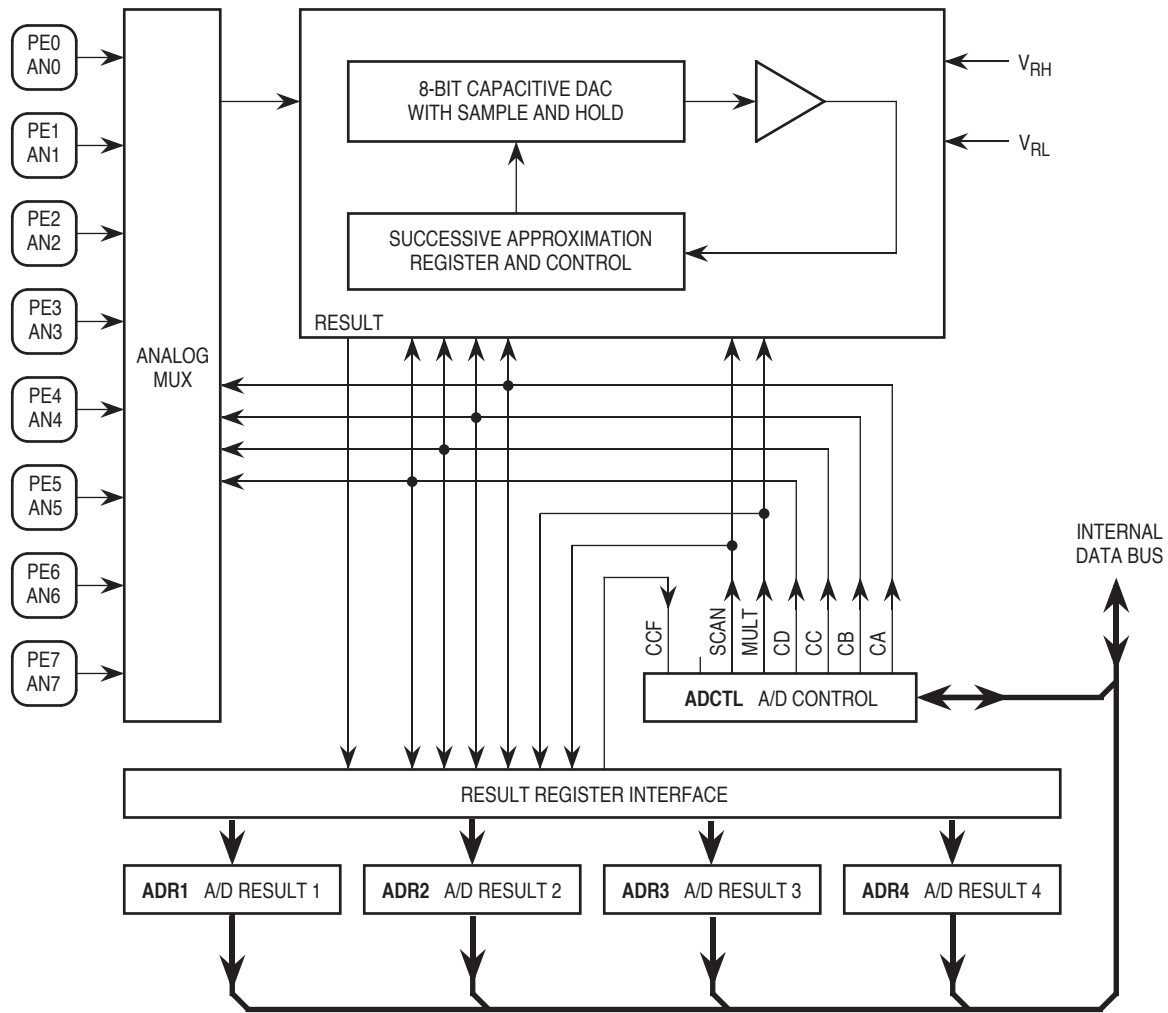 PE0
AN0
PE1
AN1
PE2
AN2
PE3
AN3
PE4
AN4
PE5
AN5
PE6
AN6
PE7
AN7
ANALOG
MUX
8-BIT CAPACITIVE DAC
WITH SAMPLE AND HOLD
SUCCESSIVE APPROXIMATION
REGISTER AND CONTROL
RESULT
VRH
VRL
INTERNAL
DATA BUS
CCF
SCAN
MULT
CD
CC
CB
CA
ADCTL A/D CONTROL
RESULT REGISTER INTERFACE
ADR1 A/D RESULT 1
ADR2 A/D RESULT 2
ADR3 A/D RESULT 3
ADR4 A/D RESULT 4